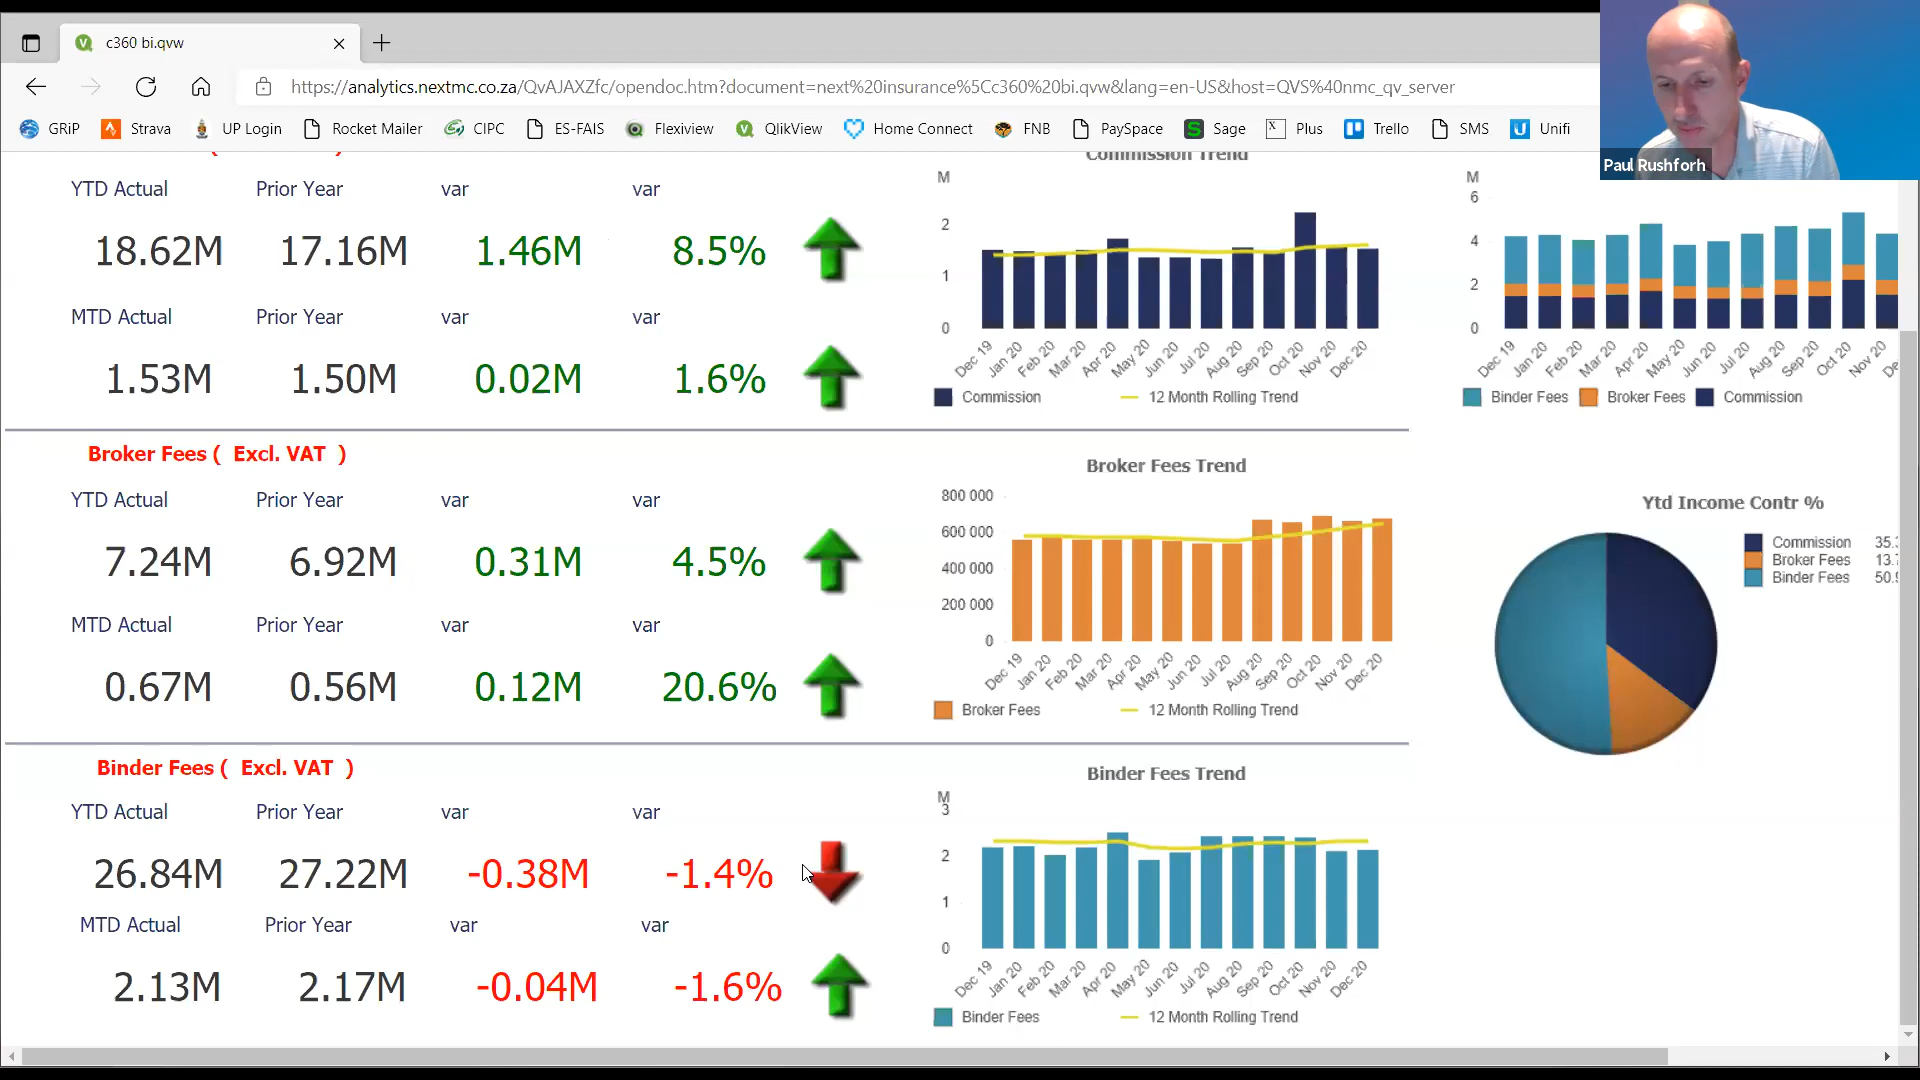 c360 bi.qvw
https://analytics.nextmc.co.za/QvAJAXZfc/opendoc.htm?document=next%20insurance%5Cc360%20bi.qvw&lang=en-US&host=QVS%40nmc_qv_server
GRiP Strava UP Login Rocket Mailer CIPC ES-FAIS Flexiview QlikView Home Connect FNB PaySpace Sage Plus Trello SMS Unifi
Paul Rushforh
YTD Actual Prior Year var var
18.62M 17.16M 1.46M 8.5%
MTD Actual Prior Year var var
1.53M 1.50M 0.02M 1.6%
Commission Trend
M
2
1
0
Dec 19 Jan 20 Feb 20 Mar 20 Apr 20 May 20 Jun 20 Jul 20 Aug 20 Sep 20 Oct 20 Nov 20 Dec 20
Commission 12 Month Rolling Trend
M
6
4
2
0
Dec 19 Jan 20 Feb 20 Mar 20 Apr 20 May 20 Jun 20 Jul 20 Aug 20 Sep 20 Oct 20 Nov 20 De
Binder Fees Broker Fees Commission
Broker Fees ( Excl. VAT )
YTD Actual Prior Year var var
7.24M 6.92M 0.31M 4.5%
MTD Actual Prior Year var var
0.67M 0.56M 0.12M 20.6%
Broker Fees Trend
800 000
600 000
400 000
200 000
0
Dec 19 Jan 20 Feb 20 Mar 20 Apr 20 May 20 Jun 20 Jul 20 Aug 20 Sep 20 Oct 20 Nov 20 Dec 20
Broker Fees 12 Month Rolling Trend
Ytd Income Contr %
Commission 35.
Broker Fees 13.
Binder Fees 50.
Binder Fees ( Excl. VAT )
YTD Actual Prior Year var var
26.84M 27.22M -0.38M -1.4%
MTD Actual Prior Year var var
2.13M 2.17M -0.04M -1.6%
Binder Fees Trend
M
3
2
1
0
Dec 19 Jan 20 Feb 20 Mar 20 Apr 20 May 20 Jun 20 Jul 20 Aug 20 Sep 20 Oct 20 Nov 20 Dec 20
Binder Fees 12 Month Rolling Trend